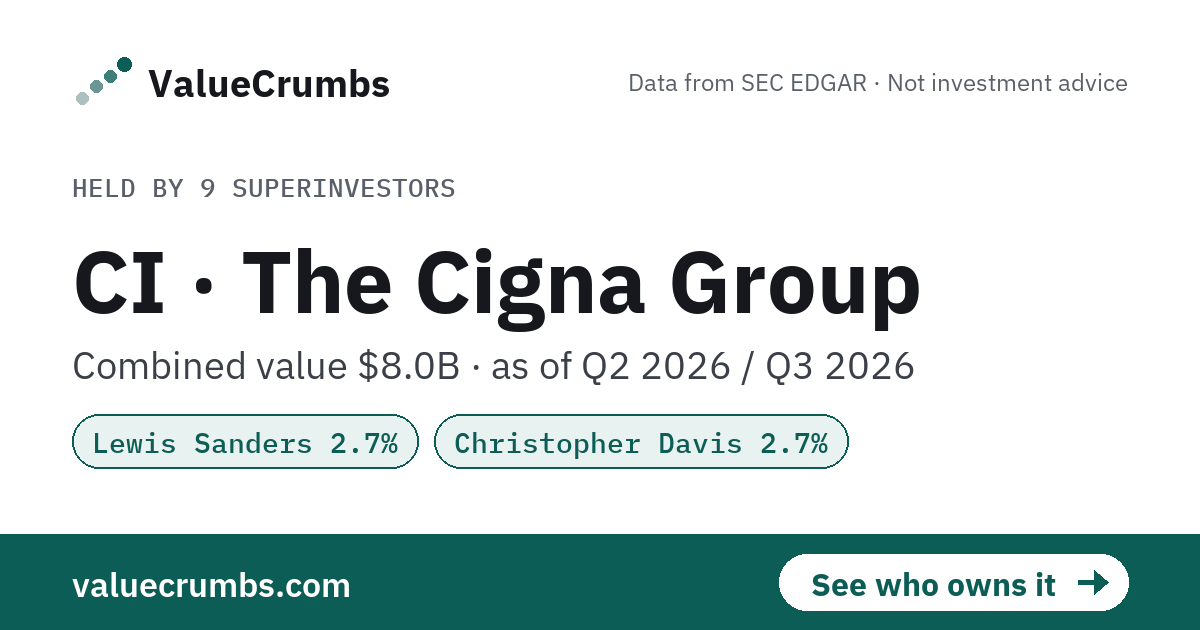 ValueCrumbs
Data from SEC EDGAR · Not investment advice
HELD BY 9 SUPERINVESTORS
CI · The Cigna Group
Combined value $8.0B · as of Q2 2026 / Q3 2026
Lewis Sanders 2.7%
Christopher Davis 2.7%
valuecrumbs.com
See who owns it →